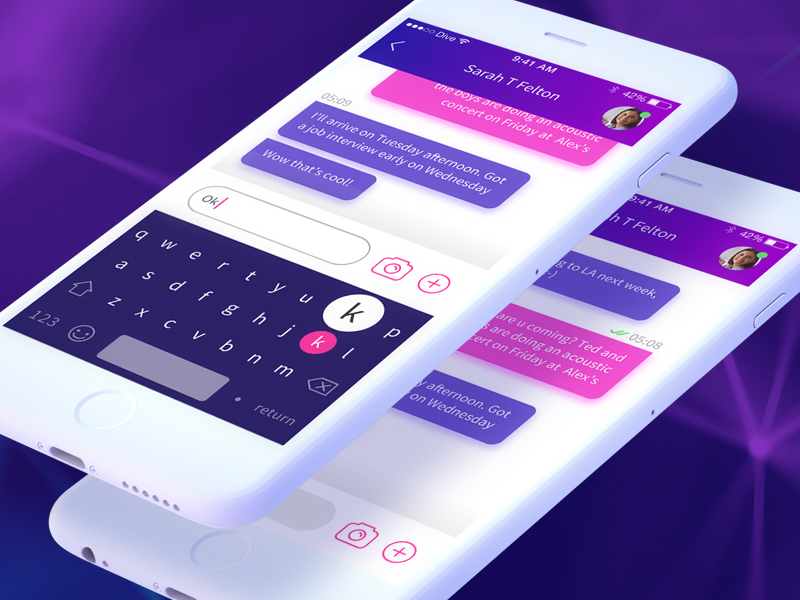 Dive
9:41 AM
42%
Sarah T Felton
the boys are doing an acoustic
concert on Friday at Alex's
05:09
I'll arrive on Tuesday afternoon. Got
a job interview early on Wednesday
Wow that's cool!
Ok
q w e r t y u p
a s d f g h j k l
k
z x c v b n m
123
return
9:41 AM
42%
h T Felton
g to LA next week,
:-)
05:08
are u coming? Ted and
s are doing an acoustic
ert on Friday at Alex's
y afternoon. Got
on Wednesday